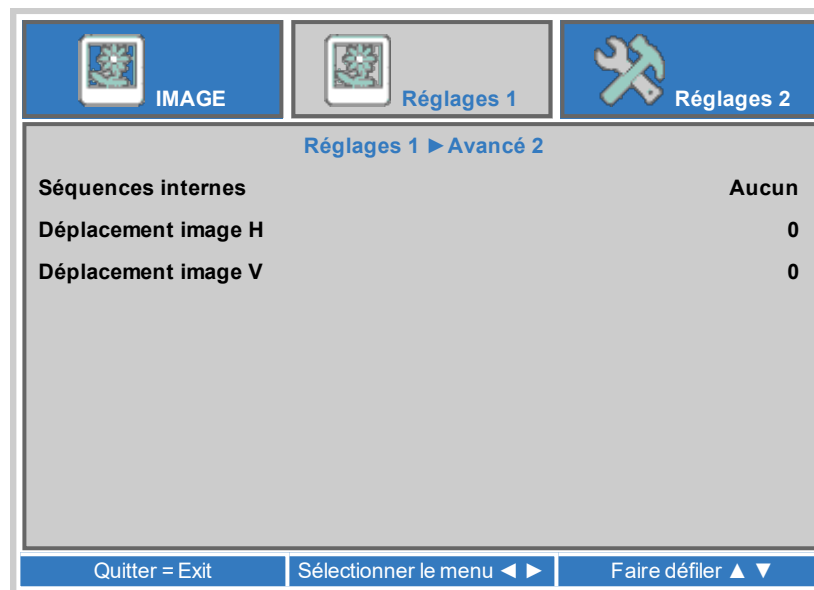 IMAGE
Réglages 1
Réglages 2
Réglages 1 ►Avancé 2
Séquences internes Aucun
Déplacement image H 0
Déplacement image V 0
Quitter = Exit
Sélectionner le menu ◄ ►
Faire défiler ▲ ▼